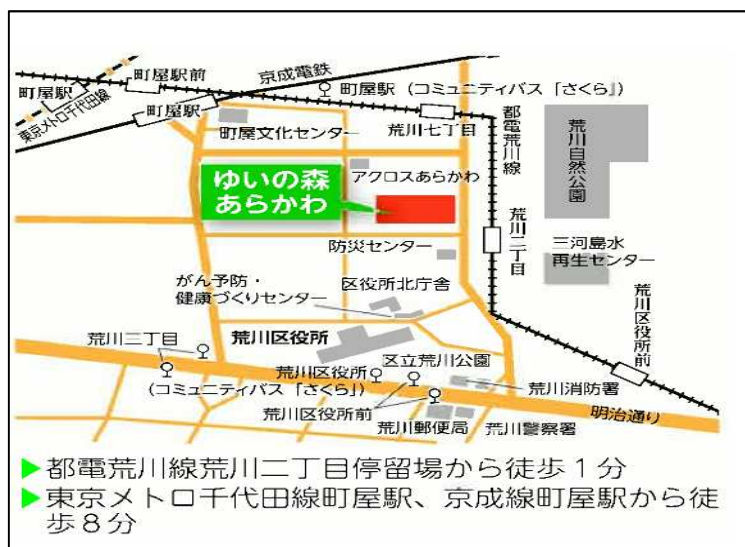 町屋駅前
京成電鉄
町屋駅
町屋駅 (コミュニティバス「さくら」)
町屋駅
東京メトロ千代田線
町屋文化センター
荒川七丁目
都電荒川線
荒川自然公園
アクロスあらかわ
ゆいの森
あらかわ
荒川二丁目
防災センター
三河島水
再生センター
区役所北庁舎
がん予防・
健康づくりセンター
荒川区役所前
荒川三丁目
荒川区役所
区立荒川公園
荒川区役所
(コミュニティバス「さくら」)
荒川消防署
荒川区役所前
明治通り
荒川郵便局
荒川警察署
▶都電荒川線荒川二丁目停留場から徒歩1分
▶東京メトロ千代田線町屋駅、京成線町屋駅から徒
歩8分